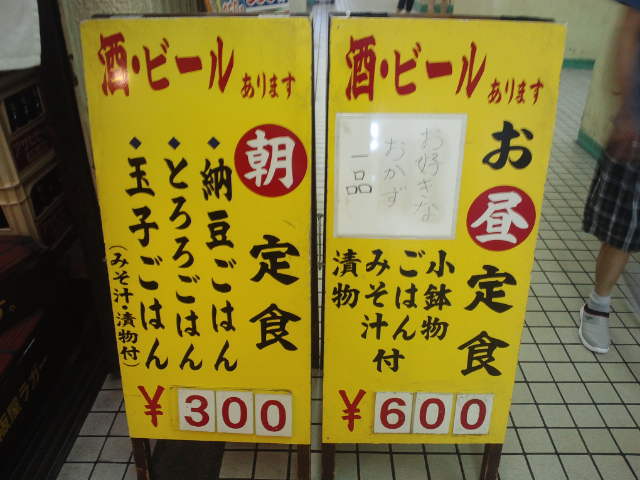 酒・ビール
あります
朝定食
・納豆ごはん
・とろろごはん
・玉子ごはん
(みそ汁・漬物付)
¥300
酒・ビール
あります
お昼定食
お好きな
おかず
一品
小鉢物
ごはん
みそ汁付
漬物
¥600